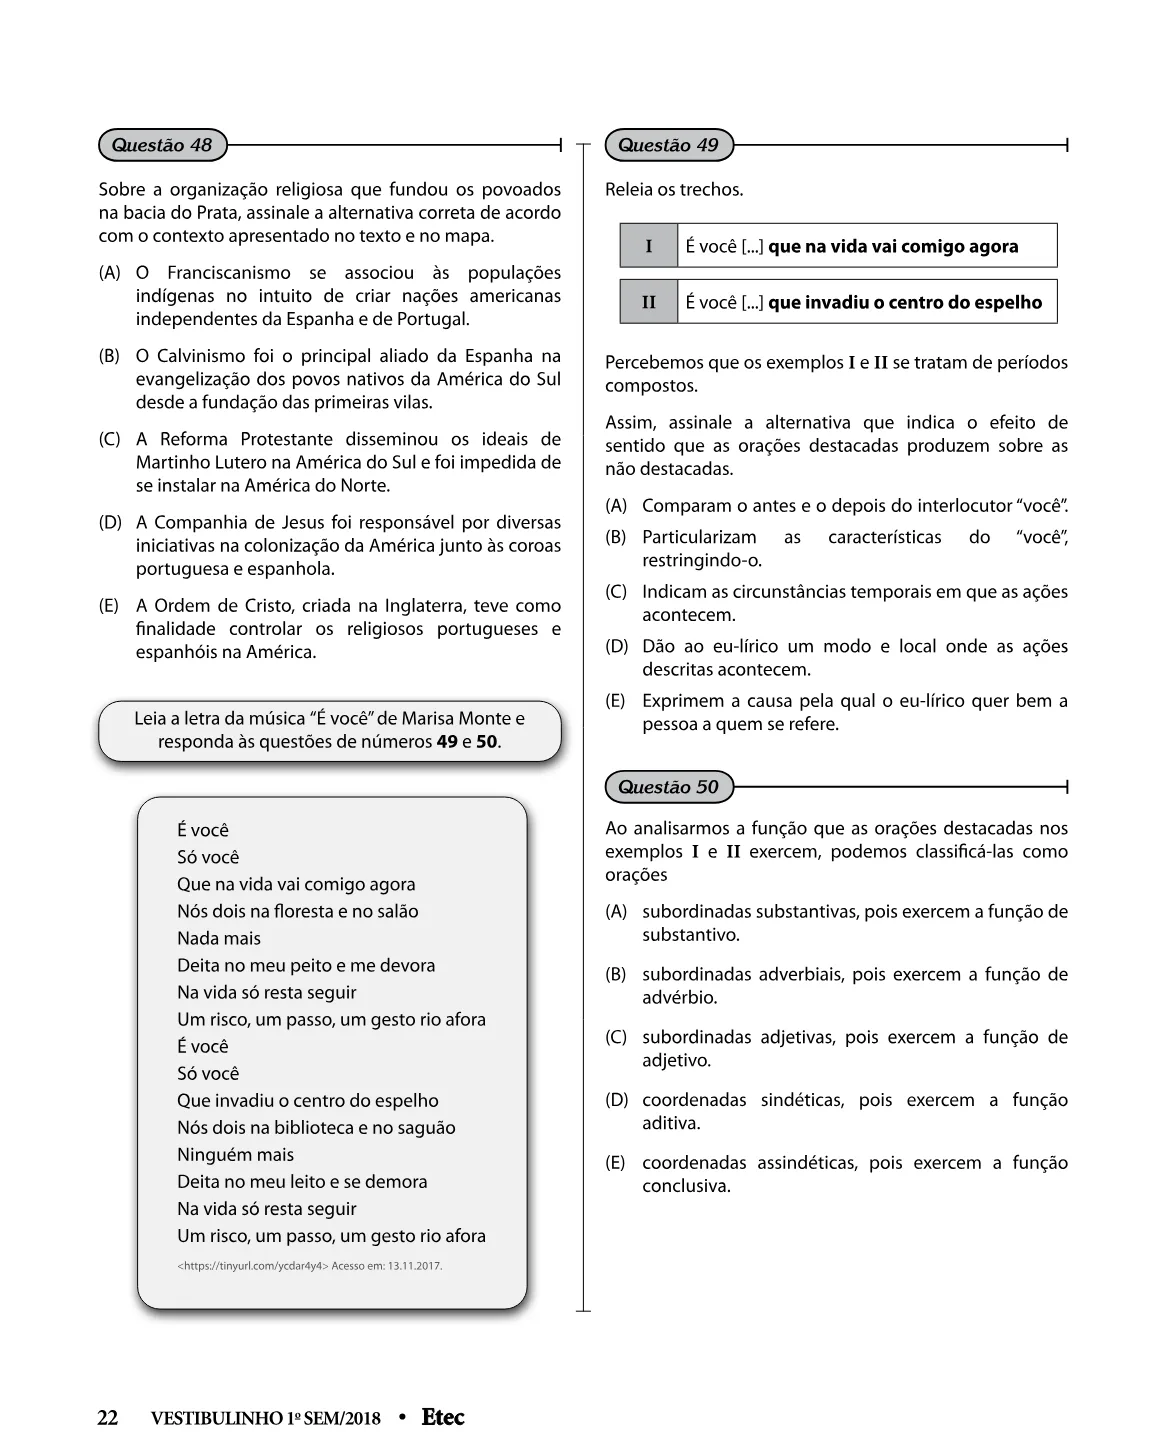 Questão 48
Sobre a organização religiosa que fundou os povoados
na bacia do Prata, assinale a alternativa correta de acordo
com o contexto apresentado no texto e no mapa.
(A) O Franciscanismo se associou às populações
indígenas no intuito de criar nações americanas
independentes da Espanha e de Portugal.
(B) O Calvinismo foi o principal aliado da Espanha na
evangelização dos povos nativos da América do Sul
desde a fundação das primeiras vilas.
(C) A Reforma Protestante disseminou os ideais de
Martinho Lutero na América do Sul e foi impedida de
se instalar na América do Norte.
(D) A Companhia de Jesus foi responsável por diversas
iniciativas na colonização da América junto às coroas
portuguesa e espanhola.
(E) A Ordem de Cristo, criada na Inglaterra, teve como
finalidade controlar os religiosos portugueses e
espanhóis na América.
Leia a letra da música “É você” de Marisa Monte e
responda às questões de números 49 e 50.
É você
Só você
Que na vida vai comigo agora
Nós dois na floresta e no salão
Nada mais
Deita no meu peito e me devora
Na vida só resta seguir
Um risco, um passo, um gesto rio afora
É você
Só você
Que invadiu o centro do espelho
Nós dois na biblioteca e no saguão
Ninguém mais
Deita no meu leito e se demora
Na vida só resta seguir
Um risco, um passo, um gesto rio afora
<https://tinyurl.com/ycdar4y4> Acesso em: 13.11.2017.
Questão 49
Releia os trechos.
I É você [...] que na vida vai comigo agora
II É você [...] que invadiu o centro do espelho
Percebemos que os exemplos I e II se tratam de períodos
compostos.
Assim, assinale a alternativa que indica o efeito de
sentido que as orações destacadas produzem sobre as
não destacadas.
(A) Comparam o antes e o depois do interlocutor “você”.
(B) Particularizam as características do “você”,
restringindo-o.
(C) Indicam as circunstâncias temporais em que as ações
acontecem.
(D) Dão ao eu-lírico um modo e local onde as ações
descritas acontecem.
(E) Exprimem a causa pela qual o eu-lírico quer bem a
pessoa a quem se refere.
Questão 50
Ao analisarmos a função que as orações destacadas nos
exemplos I e II exercem, podemos classificá-las como
orações
(A) subordinadas substantivas, pois exercem a função de
substantivo.
(B) subordinadas adverbiais, pois exercem a função de
advérbio.
(C) subordinadas adjetivas, pois exercem a função de
adjetivo.
(D) coordenadas sindéticas, pois exercem a função
aditiva.
(E) coordenadas assindéticas, pois exercem a função
conclusiva.
22 VESTIBULINHO 1º SEM/2018 • Etec